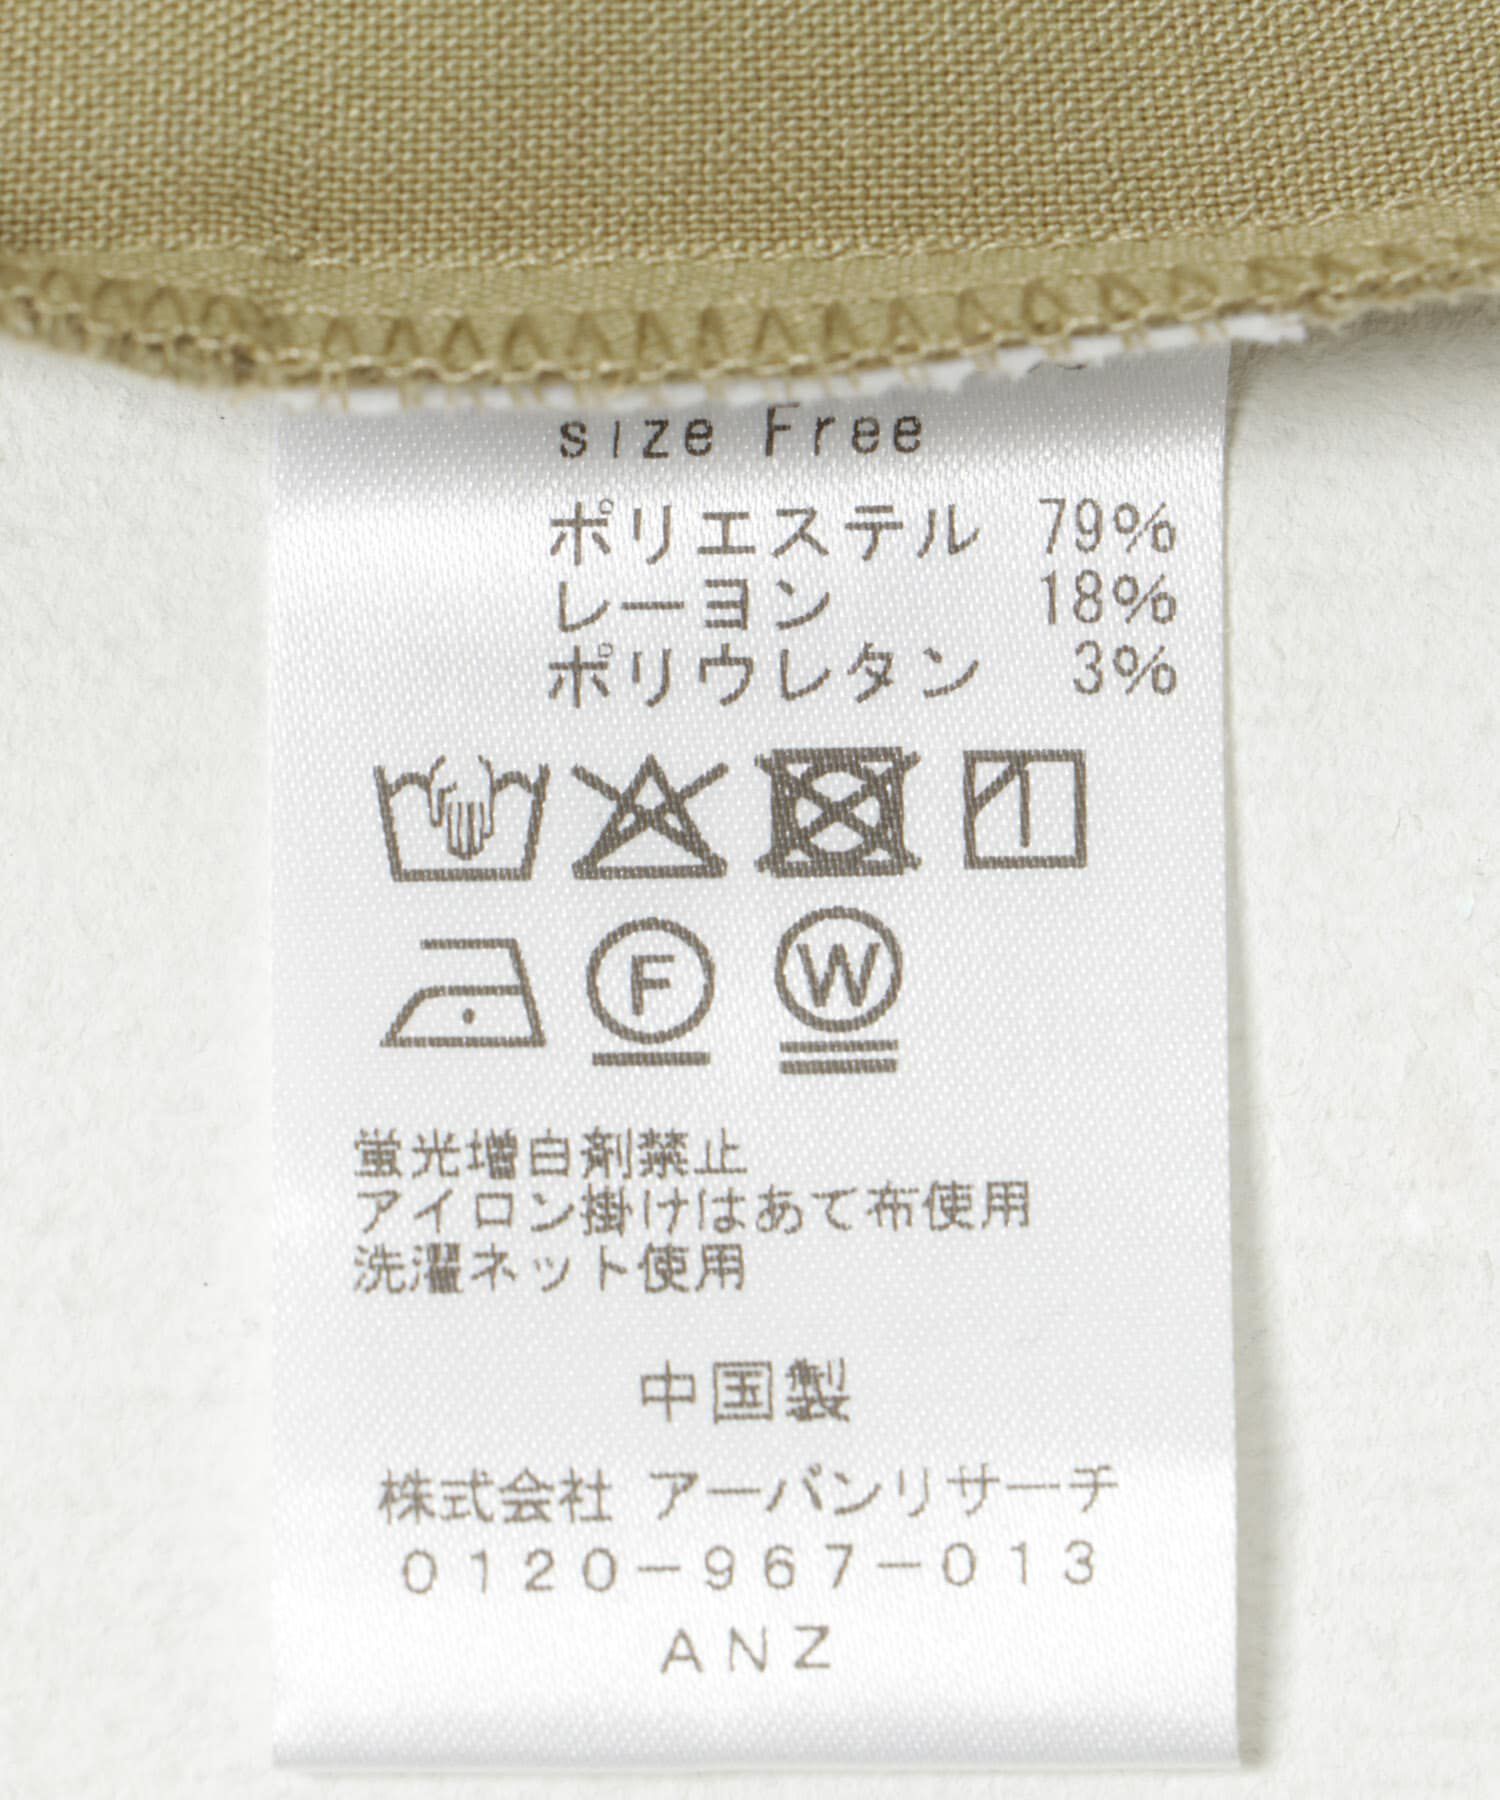 size Free
ポリエステル 79%
レーヨン 18%
ポリウレタン 3%
F W
蛍光増白剤禁止
アイロン掛けはあて布使用
洗濯ネット使用
中国製
株式会社 アーバンリサーチ
0120-967-013
ANZ